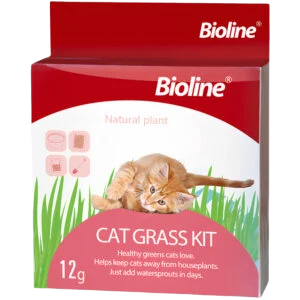 Bioline®
Bioline®
Natural plant
CAT GRASS KIT
Healthy greens cats love.
Helps keep cats away from houseplants.
Just add watersprouts in days.
12g